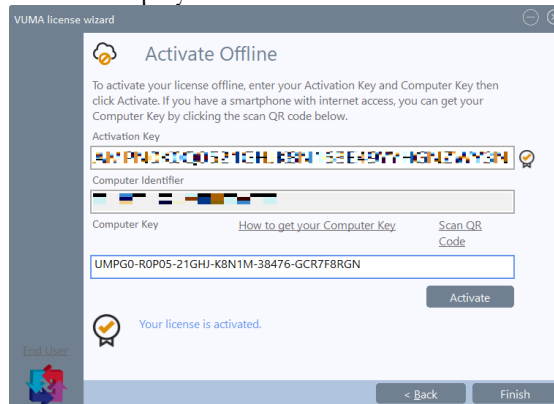 VUMA license wizard
Activate Offline
To activate your license offline, enter your Activation Key and Computer Key then
click Activate. If you have a smartphone with internet access, you can get your
Computer Key by clicking the scan QR code below.
Activation Key
Computer Identifier
Computer Key
How to get your Computer Key
Scan QR
Code
UMPG0-R0P05-21GHJ-K8N1M-38476-GCR7F8RGN
Activate
Your license is activated.
End User
< Back
Finish